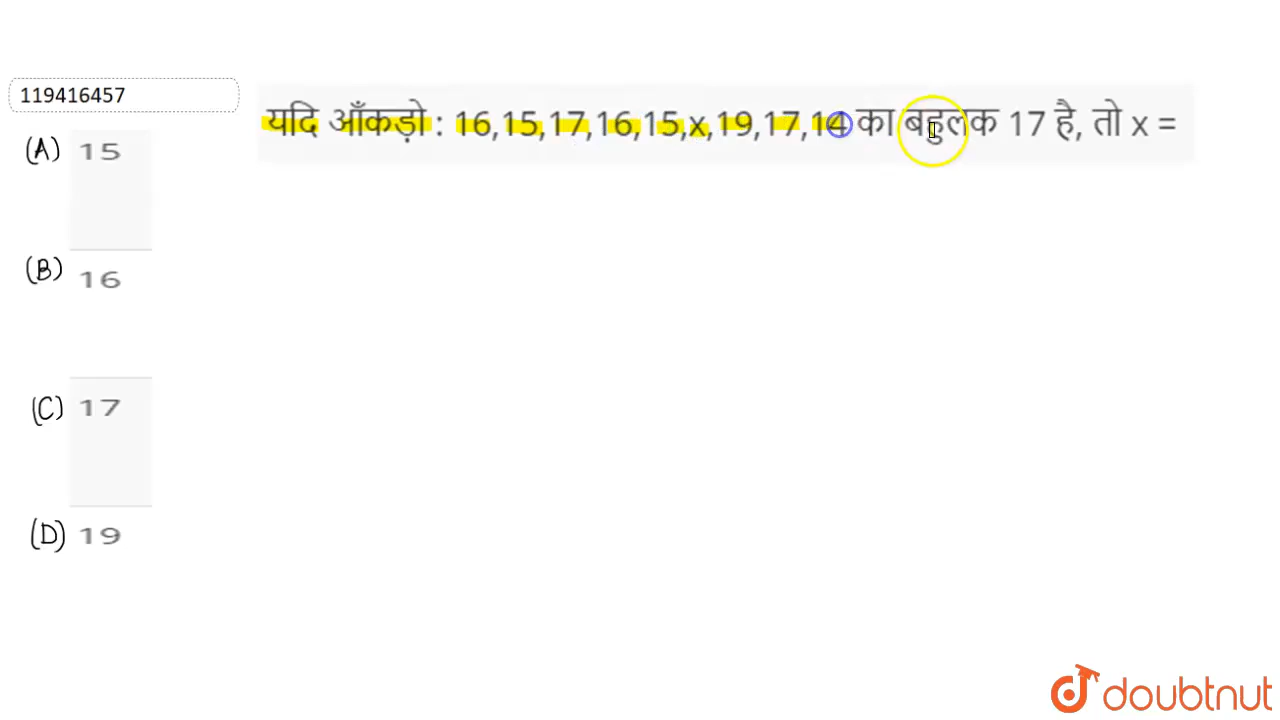 119416457
यदि आँकड़ो : 16,15,17,16,15,x,19,17,14 का बहुलक 17 है, तो x =
(A) 15
(B) 16
(C) 17
(D) 19
doubtnut